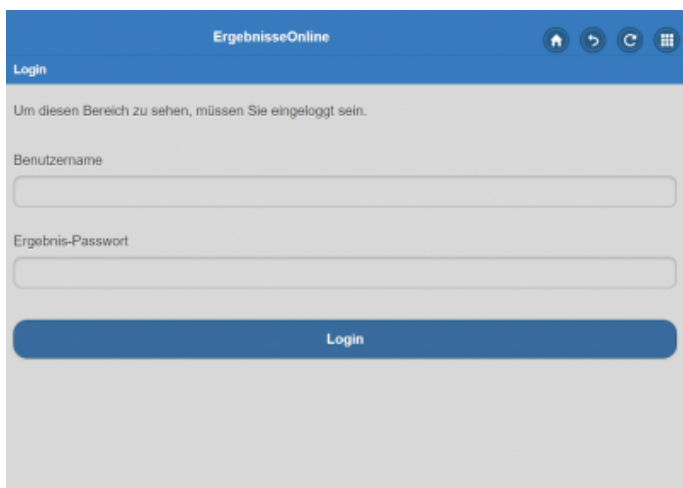 ErgebnisseOnline
Login
Um diesen Bereich zu sehen, müssen Sie eingeloggt sein.
Benutzername
Ergebnis-Passwort
Login